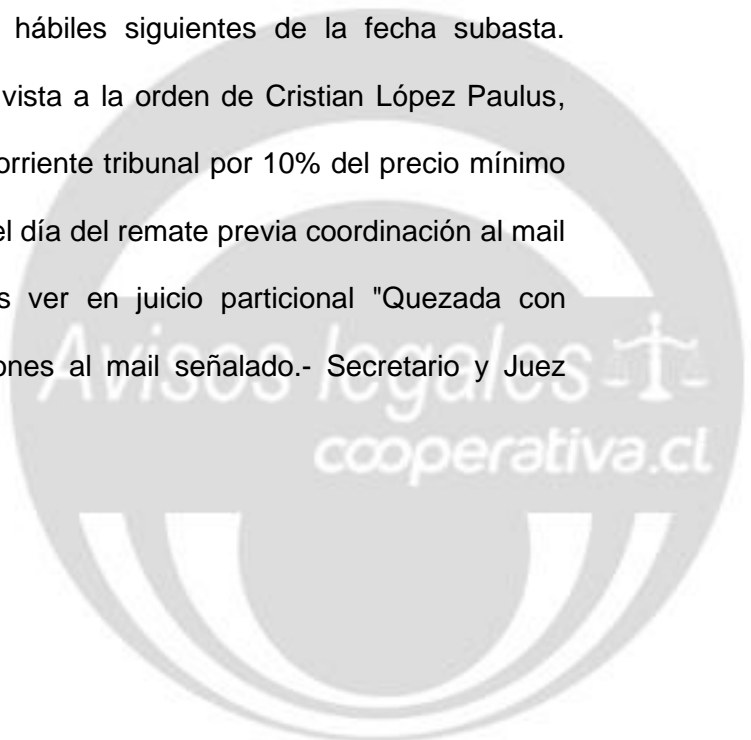 hábiles siguientes de la fecha subasta.
vista a la orden de Cristian López Paulus,
orriente tribunal por 10% del precio mínimo
el día del remate previa coordinación al mail
s ver en juicio particional "Quezada con
ones al mail señalado.- Secretario y Juez
Avisos legales
cooperativa.cl